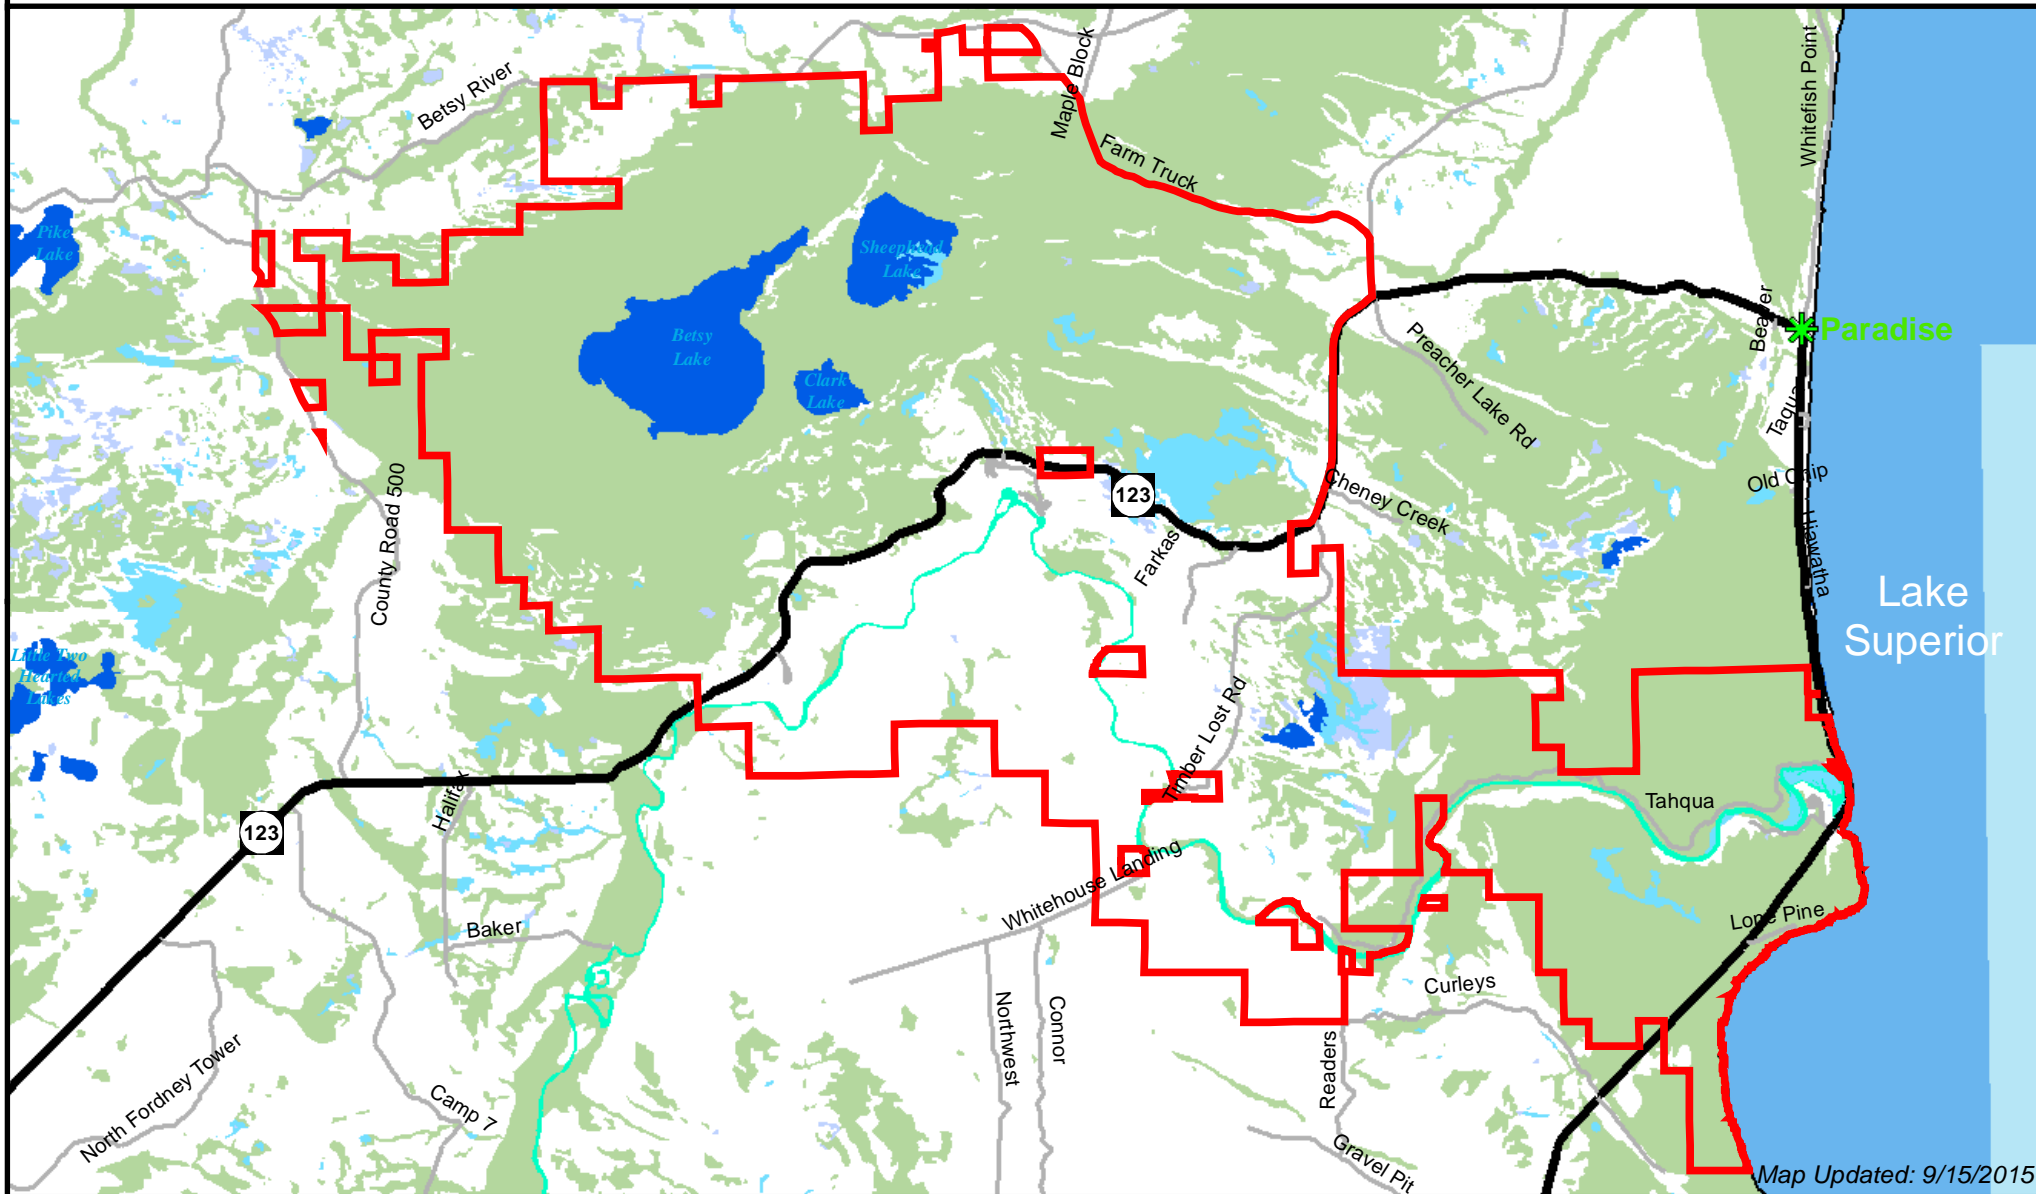 Whitefish Point
Maple Block
Betsy River
Farm Truck
Pike
Lake
Sheephead
Lake
Beaver
Paradise
Betsy
Lake
Preacher Lake Rd
Clark
Lake
Taqua
County Road 500
123
Cheney Creek
Old Chip
Hiawatha
Farkas
Lake
Superior
Little Two
Hearted
Lakes
Timber Lost Rd
Halifax
Tahqua
123
Whitehouse Landing
Baker
Lone Pine
Curleys
Northwest
Connor
Readers
North Fordney Tower
Camp 7
Gravel Pit
Map Updated: 9/15/2015